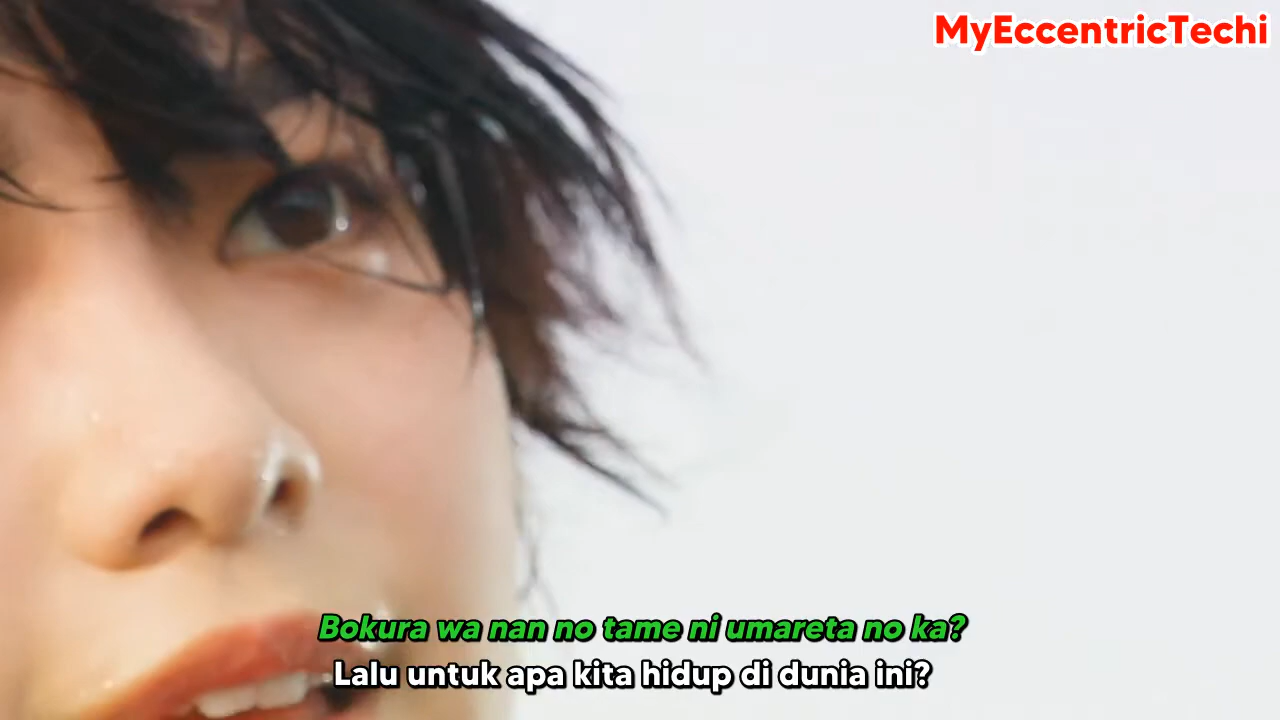 MyEccentricTechi
Bokura wa nan no tame ni umareta no ka?
Lalu untuk apa kita hidup di dunia ini?